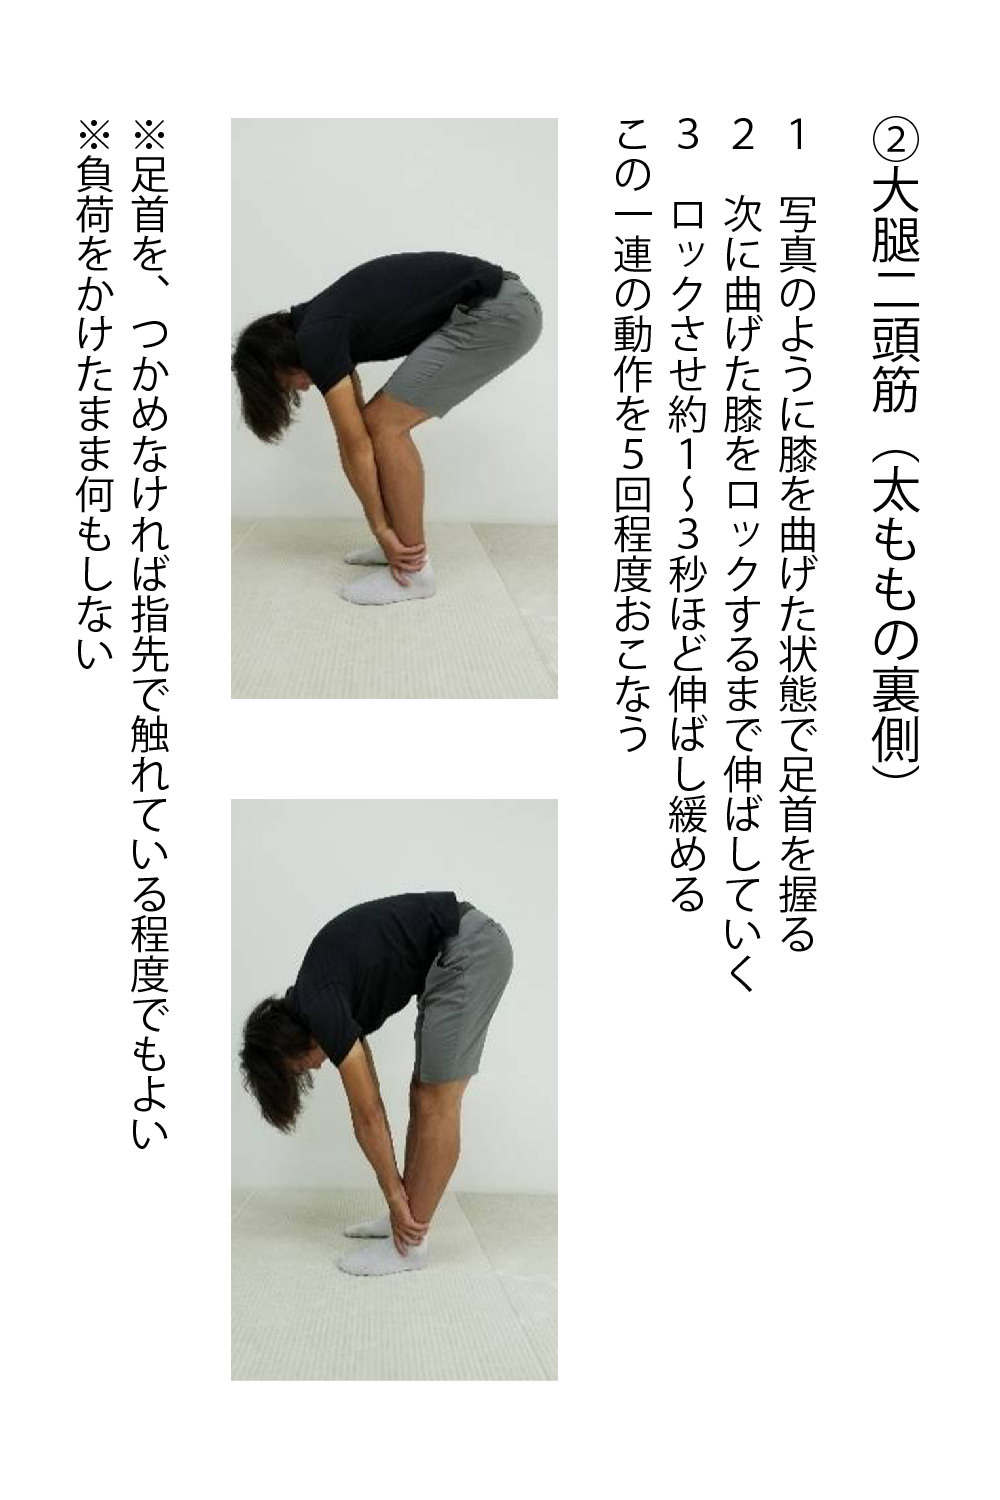 ②大腿二頭筋（太ももの裏側）
1　写真のように膝を曲げた状態で足首を握る
2　次に曲げた膝をロックするまで伸ばしていく
3　ロックさせ約1～3秒ほど伸ばし緩める
この一連の動作を5回程度おこなう
※足首を、つかめなければ指先で触れている程度でもよい
※負荷をかけたまま何もしない